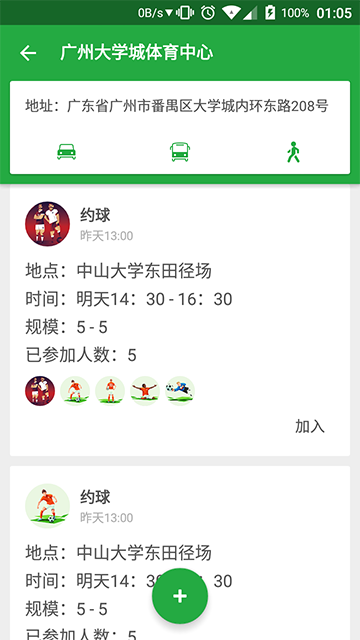 0B/s 100% 01:05
广州大学城体育中心
地址：广东省广州市番禺区大学城内环东路208号
约球
昨天13:00
地点：中山大学东田径场
时间：明天14：30 - 16：30
规模：5 - 5
已参加人数：5
加入
约球
昨天13:00
地点：中山大学东田径场
时间：明天14：30 : 30
规模：5 - 5
已参加人数：5